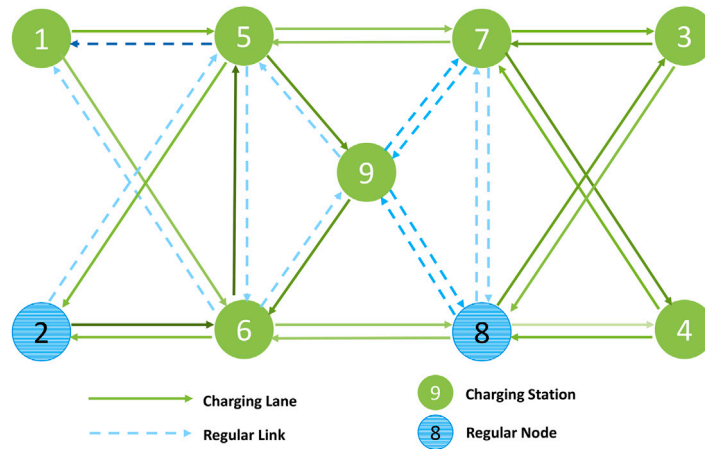 1 5 7 3
9
2 6 8 4
Charging Lane 9 Charging Station
Regular Link 8 Regular Node